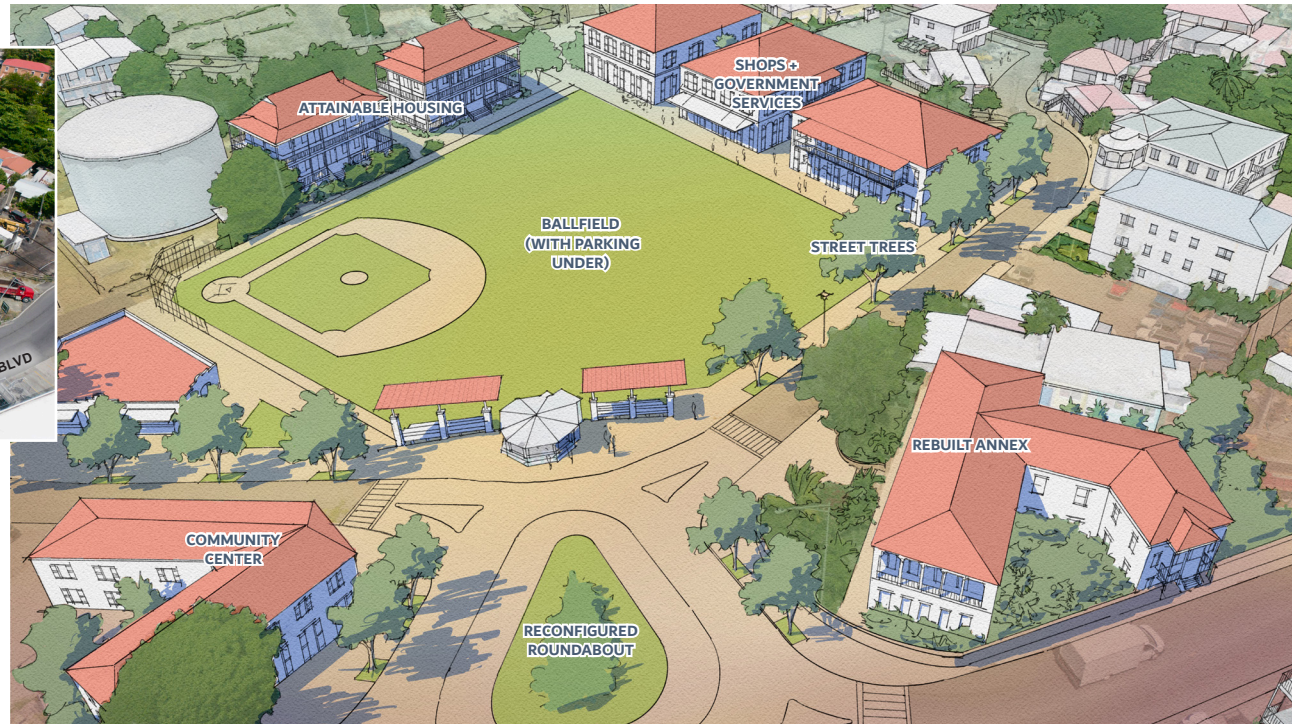 SHOPS +
GOVERNMENT
SERVICES
ATTAINABLE HOUSING
BALLFIELD
(WITH PARKING
UNDER)
STREET TREES
BLVD
REBUILT ANNEX
COMMUNITY
CENTER
RECONFIGURED
ROUNDABOUT